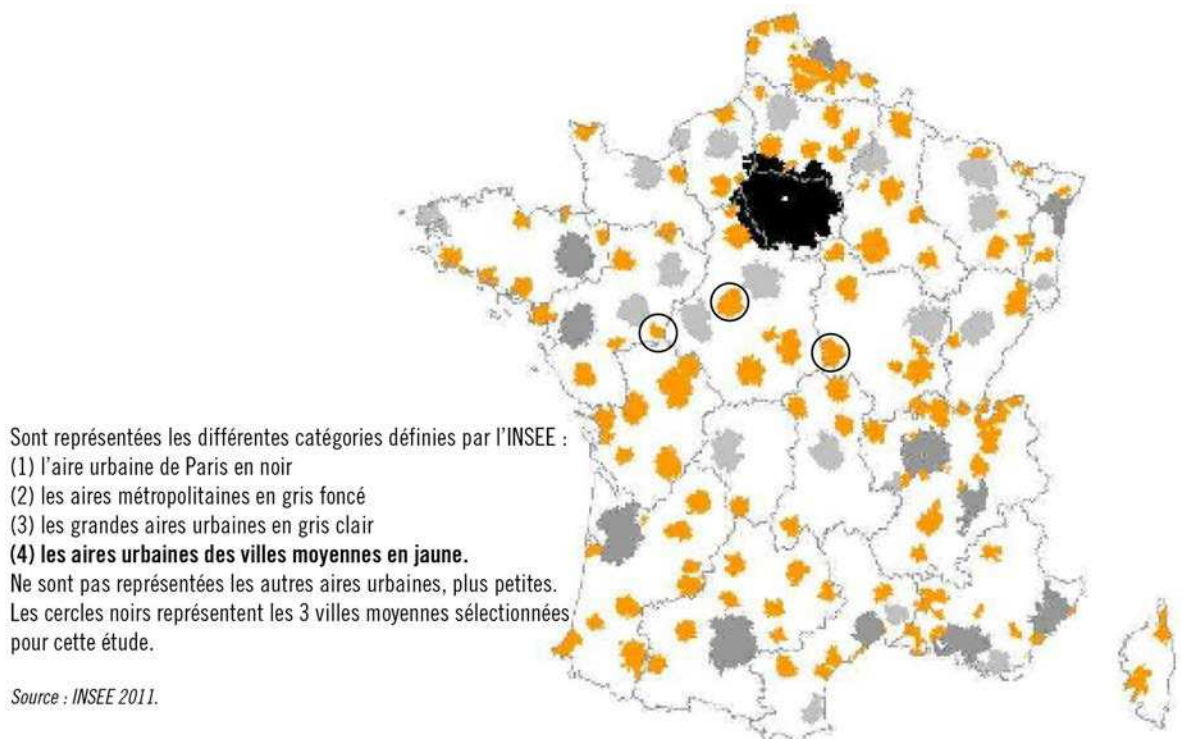 Sont représentées les différentes catégories définies par l'INSEE :
(1) l'aire urbaine de Paris en noir
(2) les aires métropolitaines en gris foncé
(3) les grandes aires urbaines en gris clair
(4) les aires urbaines des villes moyennes en jaune.
Ne sont pas représentées les autres aires urbaines, plus petites.
Les cercles noirs représentent les 3 villes moyennes sélectionnées
pour cette étude.
Source : INSEE 2011.